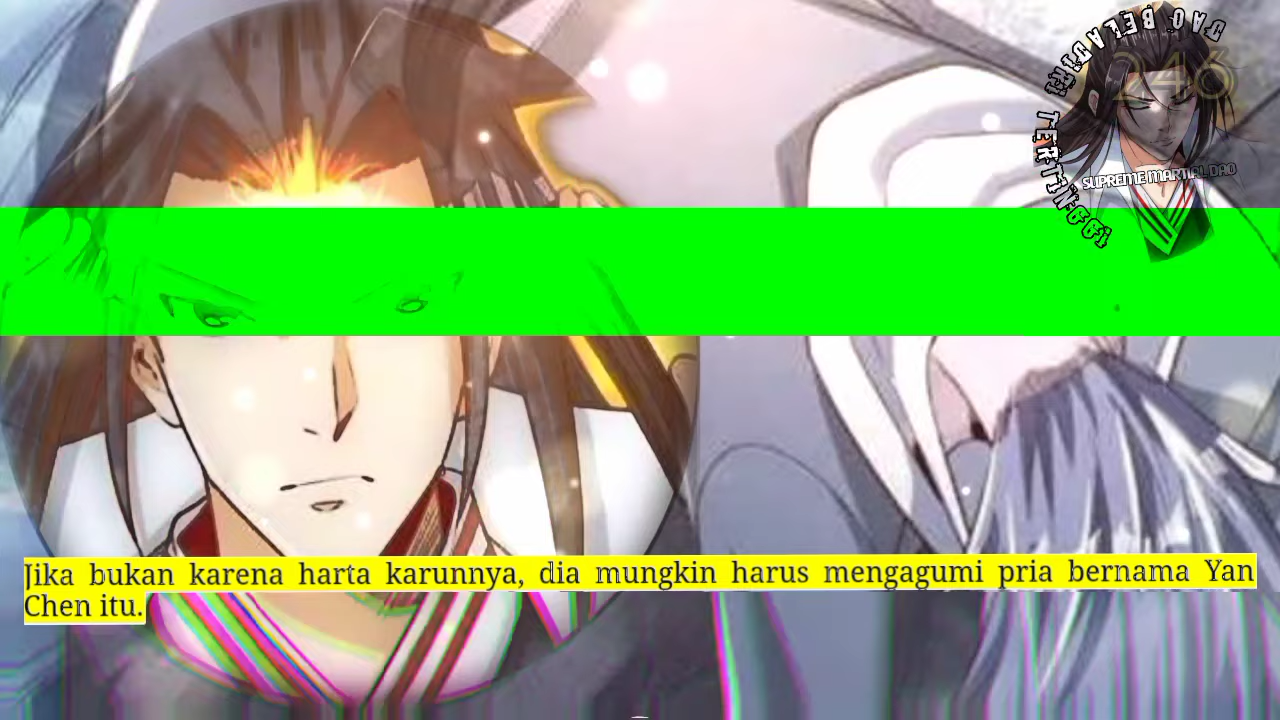 DAO BELADIRI TERTINGGI
246
SUPREME MARTIAL DAO
Jika bukan karena harta karunnya, dia mungkin harus mengagumi pria bernama Yan
Chen itu.